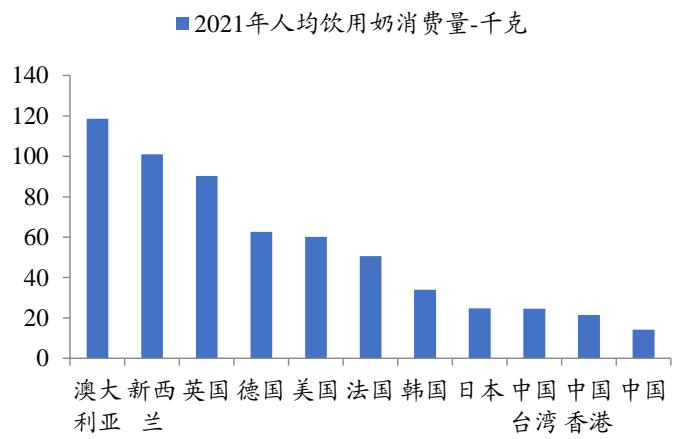 2021年人均饮用奶消费量-千克
140
120
100
80
60
40
20
0
澳大利亚
新西兰
英国
德国
美国
法国
韩国
日本
中国台湾
中国香港
中国